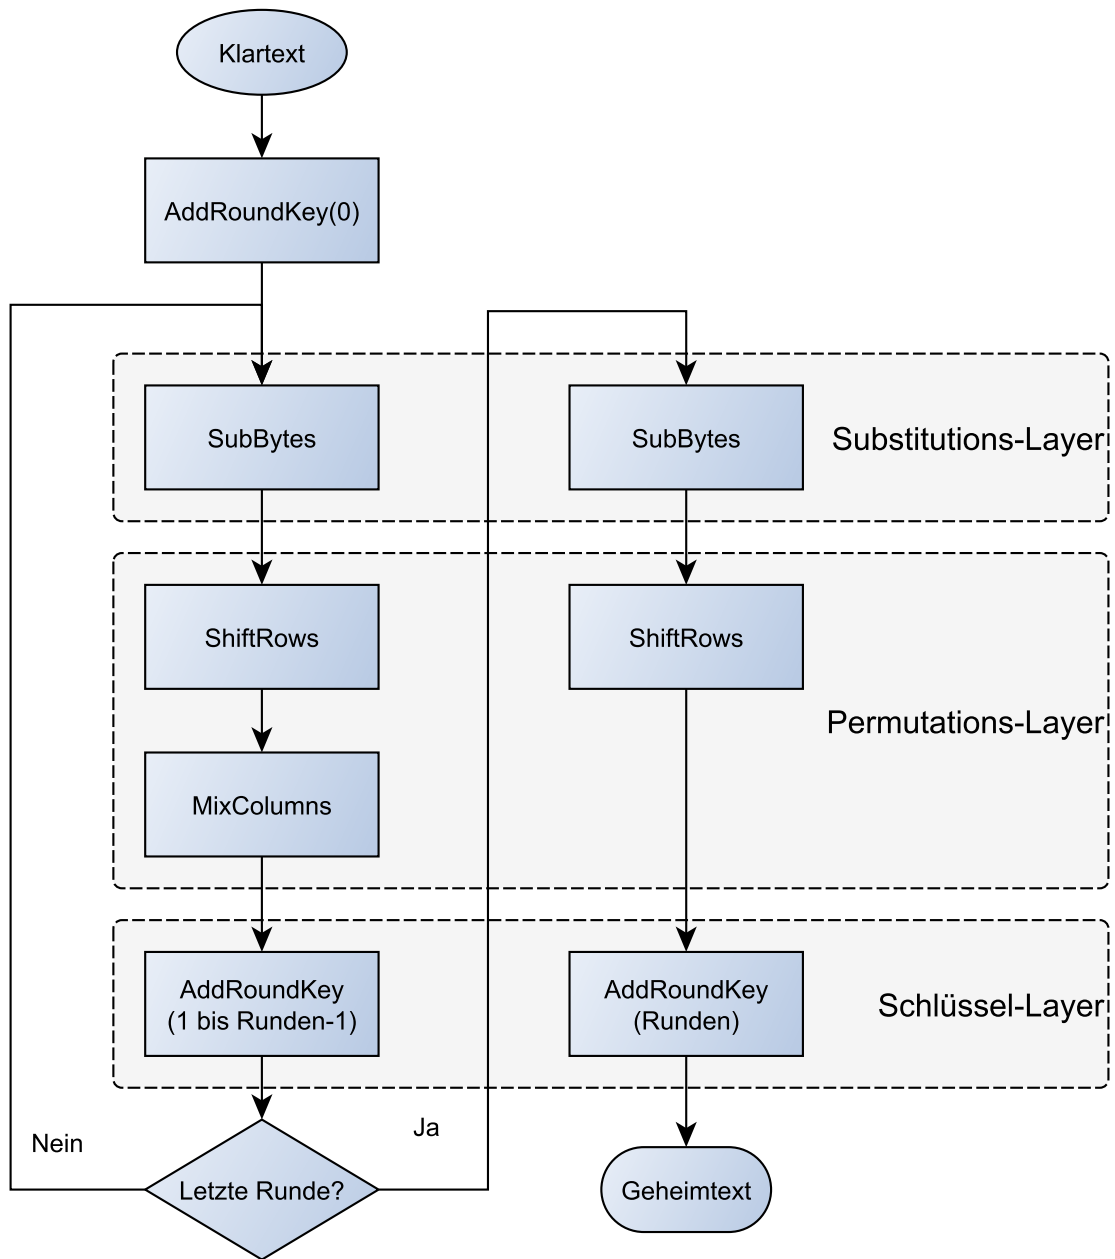 Klartext
AddRoundKey(0)
SubBytes
SubBytes
Substitutions-Layer
ShiftRows
ShiftRows
Permutations-Layer
MixColumns
AddRoundKey
(1 bis Runden-1)
AddRoundKey
(Runden)
Schlüssel-Layer
Nein
Ja
Letzte Runde?
Geheimtext